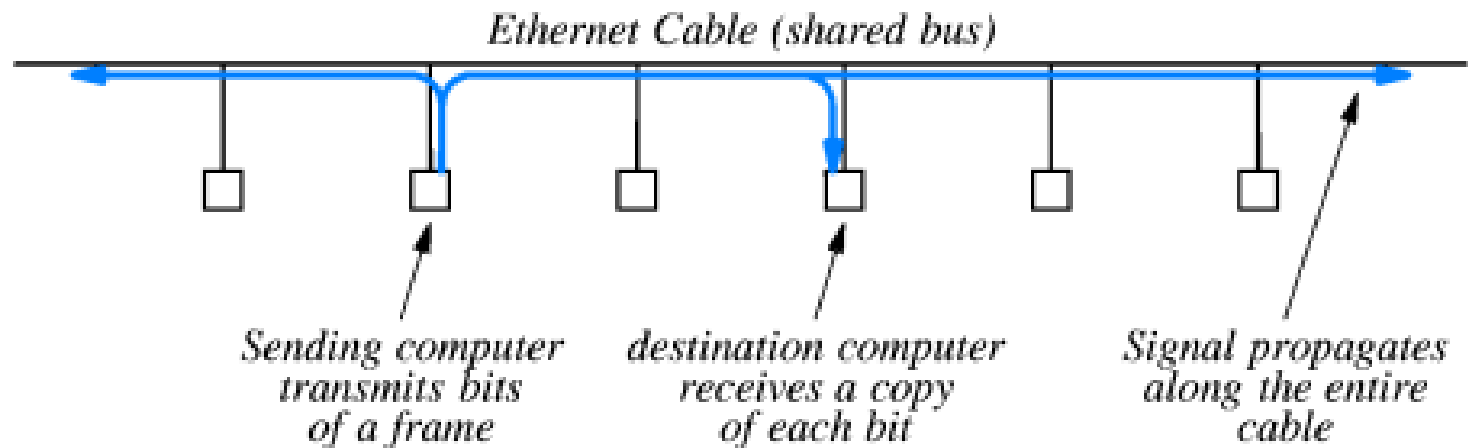 Ethernet Cable (shared bus)
Sending computer
transmits bits
of a frame
destination computer
receives a copy
of each bit
Signal propagates
along the entire
cable